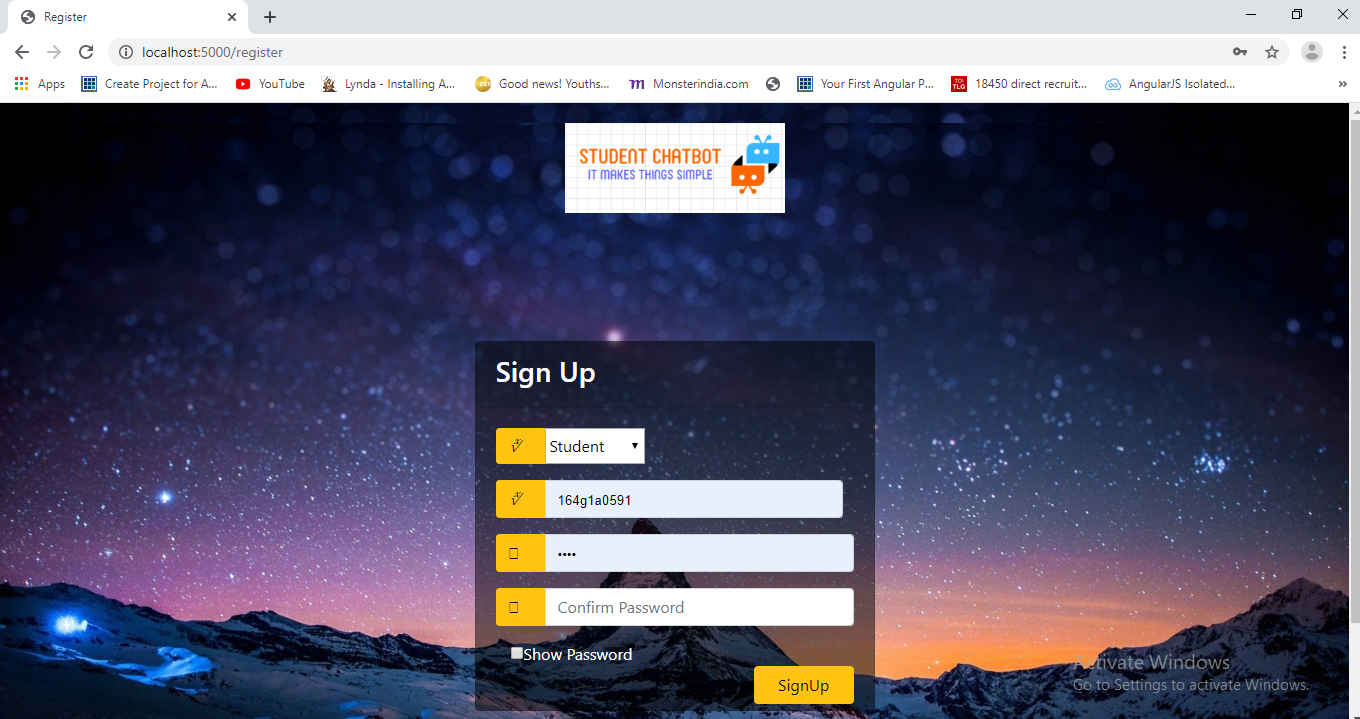 Register
localhost:5000/register
Apps Create Project for A... YouTube Lynda - Installing A... Good news! Youths... Monsterindia.com Your First Angular P... TOI TLG 18450 direct recruit... AngularJS Isolated... »
STUDENT CHATBOT
IT MAKES THINGS SIMPLE
Sign Up
Student
164g1a0591
••••
Confirm Password
Show Password
SignUp
Activate Windows
Go to Settings to activate Windows.